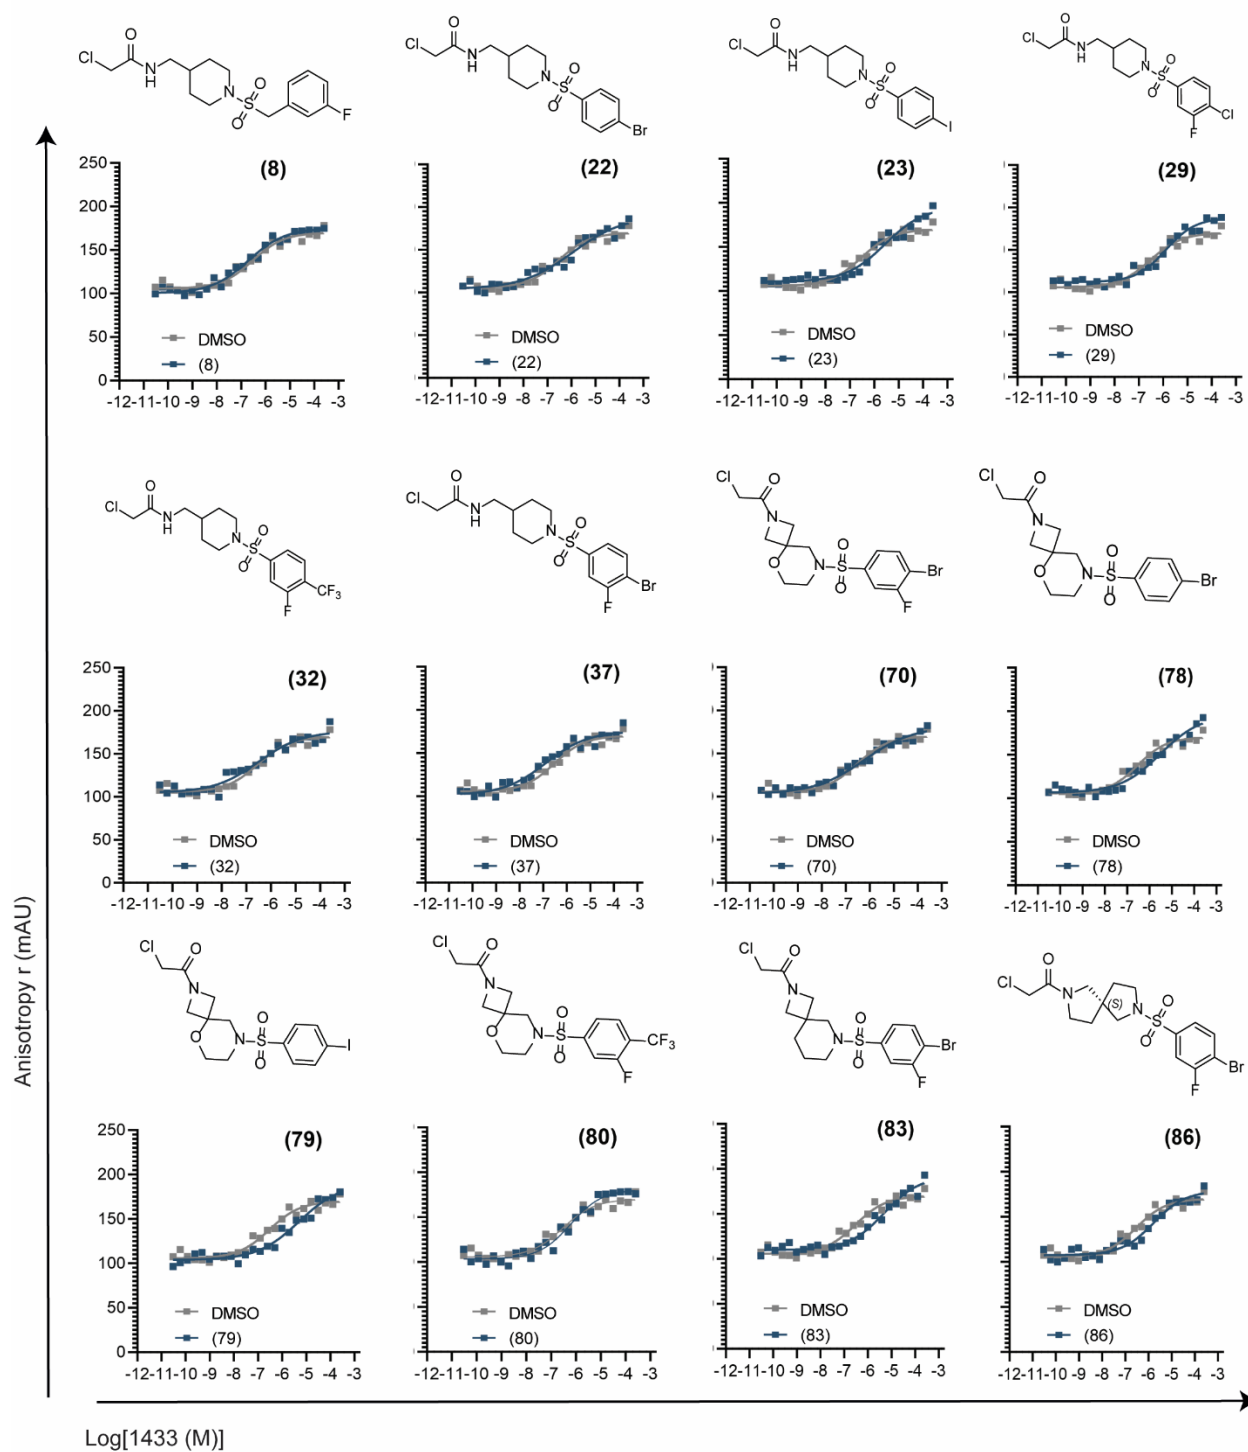 Cl O N H N O S O F
Cl O N H N O S O Br
Cl O N H N O S O I
Cl O N H N O S O Cl F
(8) (22) (23) (29)
250
200
150
100
50
0
DMSO DMSO DMSO DMSO
(8) (22) (23) (29)
-12-11-10 -9 -8 -7 -6 -5 -4 -3
-12-11-10 -9 -8 -7 -6 -5 -4 -3
-12-11-10 -9 -8 -7 -6 -5 -4 -3
-12-11-10 -9 -8 -7 -6 -5 -4 -3
Cl O N H N O S O CF3 F
Cl O N H N O S O Br F
Cl O N O N O S O Br F
Cl O N O N O S O Br
(32) (37) (70) (78)
250
200
150
100
50
0
DMSO DMSO DMSO DMSO
(32) (37) (70) (78)
-12-11-10 -9 -8 -7 -6 -5 -4 -3
-12-11-10 -9 -8 -7 -6 -5 -4 -3
-12-11-10 -9 -8 -7 -6 -5 -4 -3
-12-11-10 -9 -8 -7 -6 -5 -4 -3
Cl O N O N O S O I
Cl O N O N O S O CF3 F
Cl O N N O S O Br F
Cl O N (S) N O S O Br F
(79) (80) (83) (86)
250
200
150
100
50
0
DMSO DMSO DMSO DMSO
(79) (80) (83) (86)
-12-11-10 -9 -8 -7 -6 -5 -4 -3
-12-11-10 -9 -8 -7 -6 -5 -4 -3
-12-11-10 -9 -8 -7 -6 -5 -4 -3
-12-11-10 -9 -8 -7 -6 -5 -4 -3
Anisotropy r (mAU)
Log[1433 (M)]